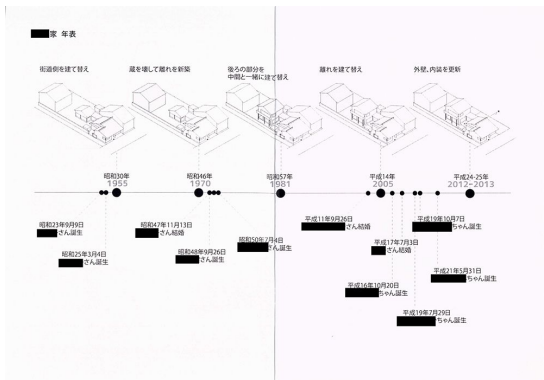 家 年表
街道側を建て替え
蔵を壊して離れを新築
後ろの部分を
中間と一緒に建て替え
離れを建て替え
外壁、内装を更新
昭和30年
1955
昭和46年
1970
昭和57年
1981
平成14年
2005
平成24-25年
2012-2013
昭和23年9月9日
さん誕生
昭和25年3月4日
さん誕生
昭和47年11月13日
さん結婚
昭和48年9月26日
さん誕生
昭和50年7月4日
さん誕生
平成11年9月26日
さん結婚
平成17年7月3日
さん結婚
平成16年10月20日
ちゃん誕生
平成19年10月7日
ちゃん誕生
平成21年5月31日
ちゃん誕生
平成19年7月29日
ちゃん誕生